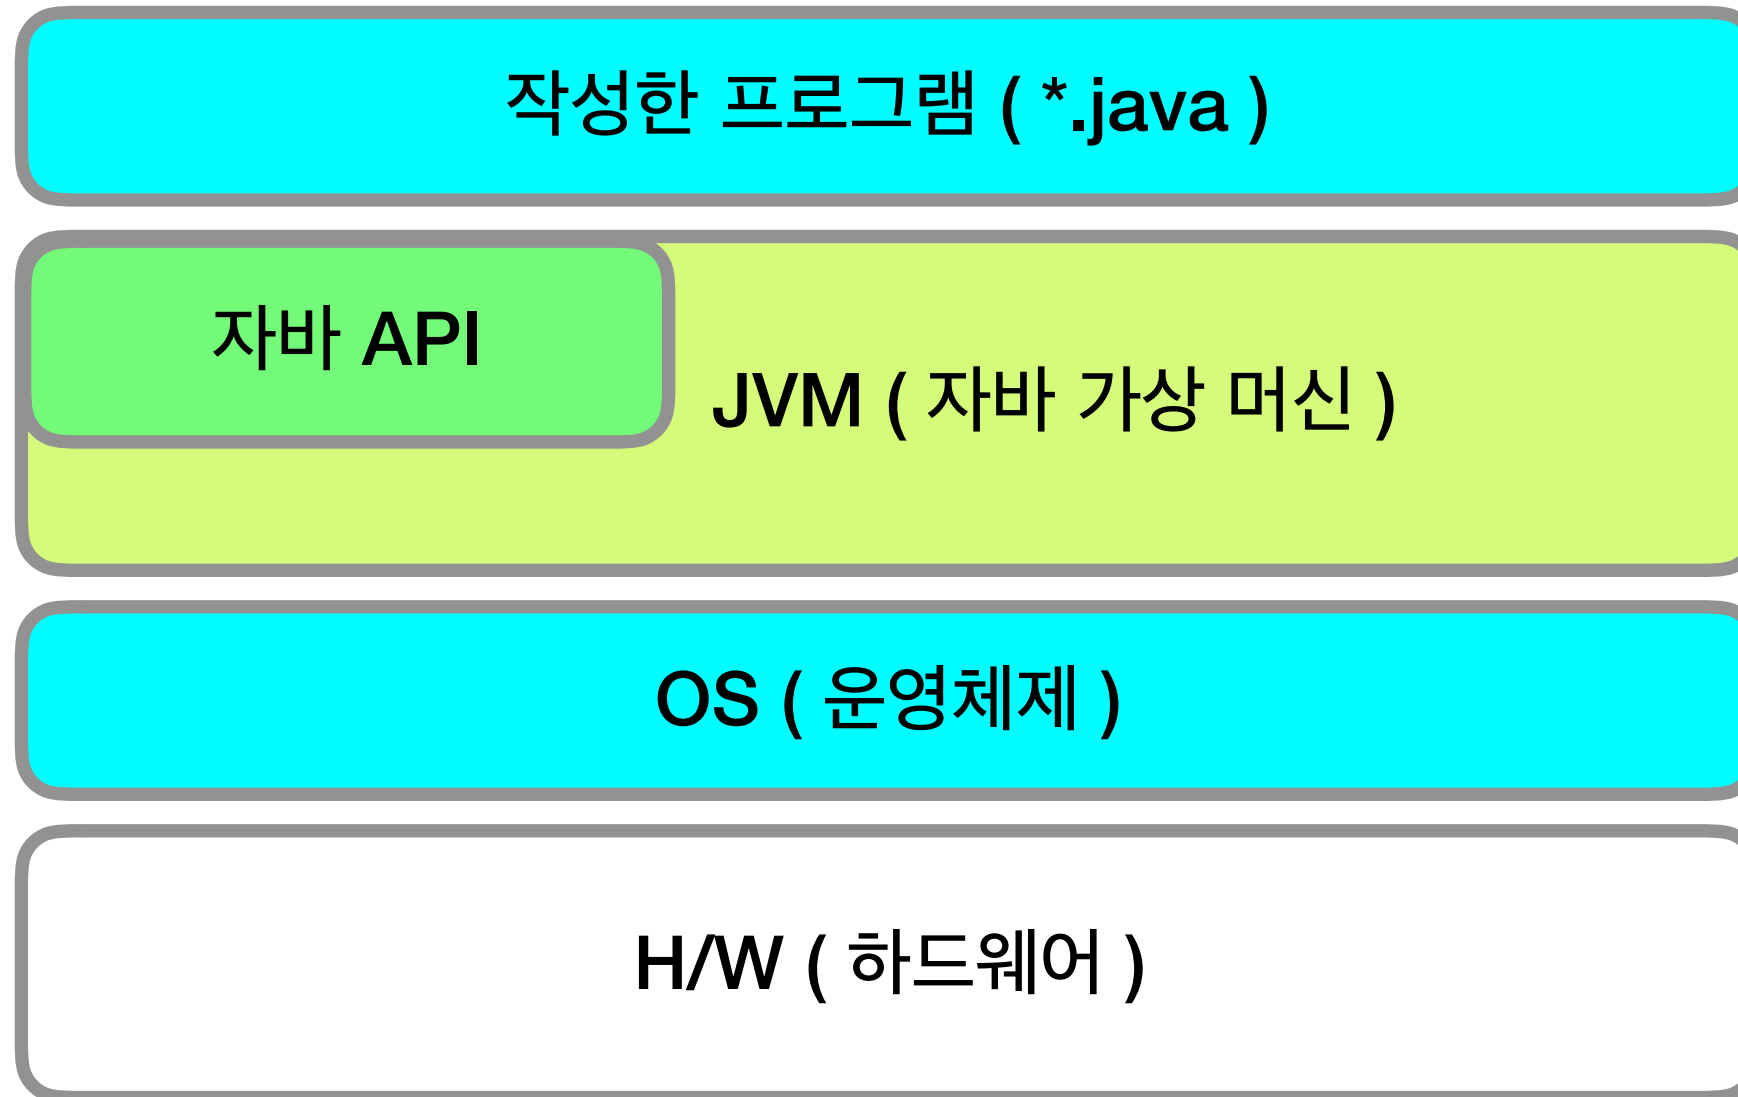 작성한 프로그램 ( *.java )
자바 API
JVM ( 자바 가상 머신 )
OS ( 운영체제 )
H/W ( 하드웨어 )